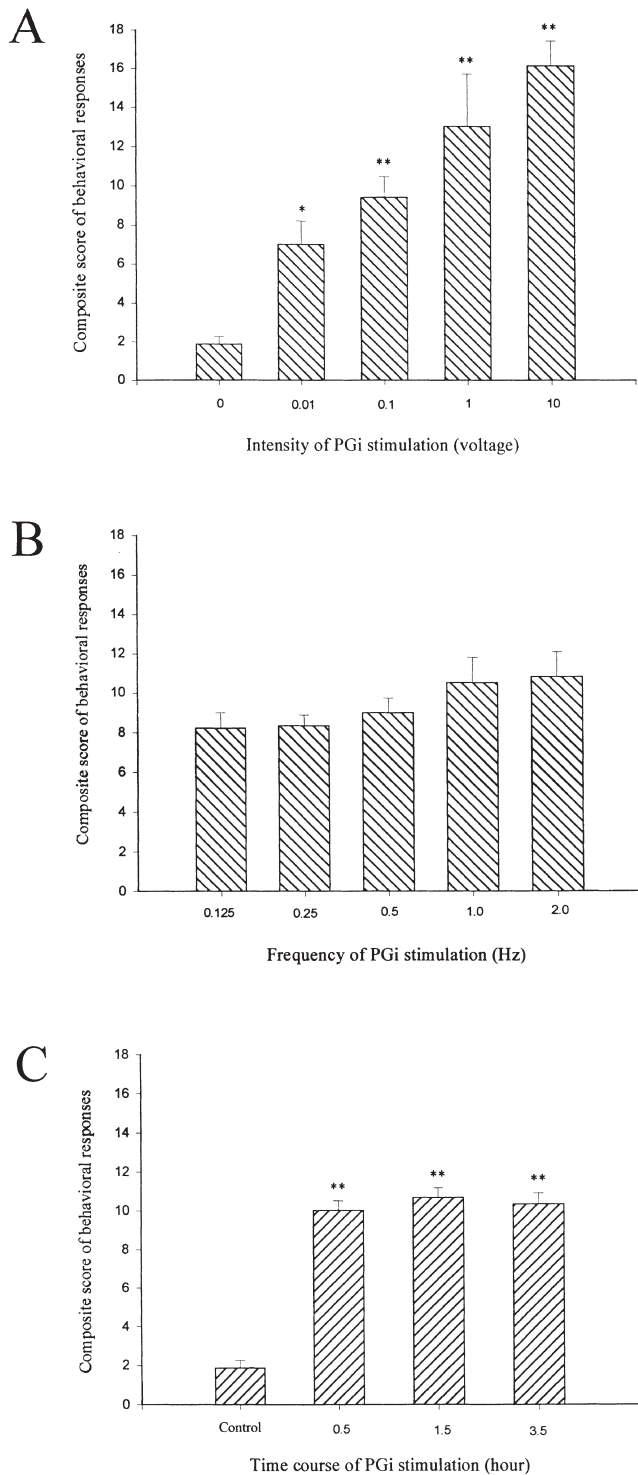 A
Composite score of behavioral responses
18
16
14
12
10
8
6
4
2
0
*
**
**
**
0 0.01 0.1 1 10
Intensity of PGi stimulation (voltage)
B
Composite score of behavioral responses
18
16
14
12
10
8
6
4
2
0
0.125 0.25 0.5 1.0 2.0
Frequency of PGi stimulation (Hz)
C
Composite score of behavioral responses
18
16
14
12
10
8
6
4
2
0
** ** **
Control 0.5 1.5 3.5
Time course of PGi stimulation (hour)